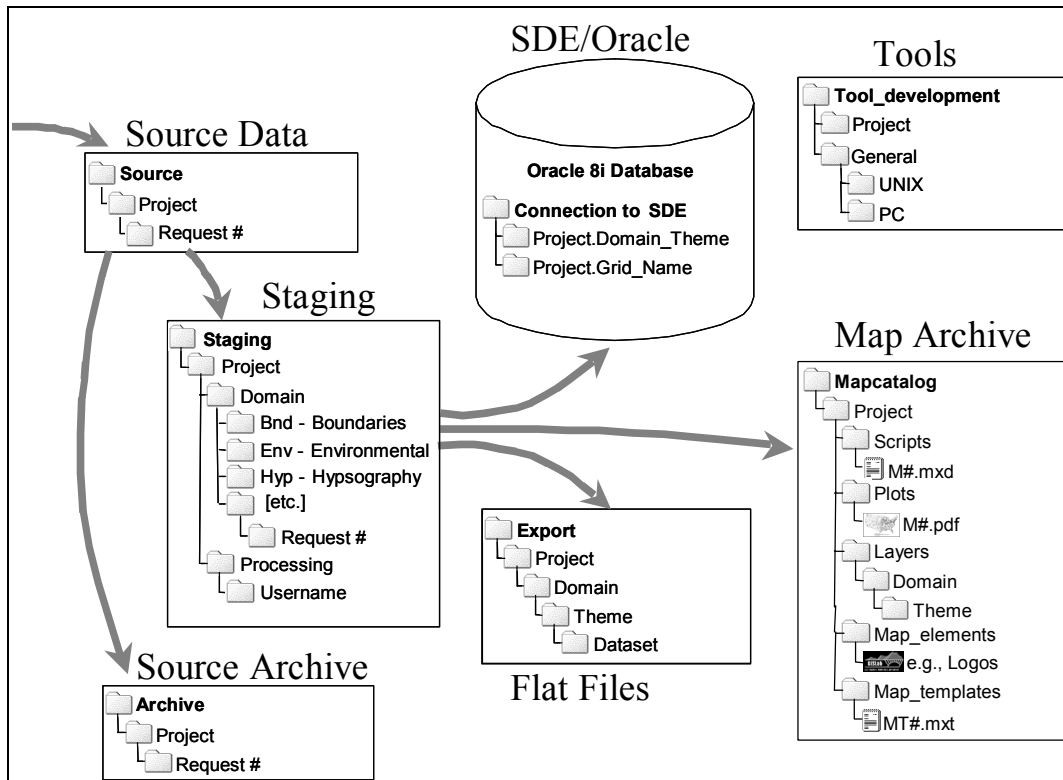 SDE/Oracle
Oracle 8i Database
Connection to SDE
Project.Domain_Theme
Project.Grid_Name
Tools
Tool_development
Project
General
UNIX
PC
Source Data
Source
Project
Request #
Staging
Staging
Project
Domain
Bnd - Boundaries
Env - Environmental
Hyp - Hypsography
[etc.]
Request #
Processing
Username
Map Archive
Mapcatalog
Project
Scripts
M#.mxd
Plots
M#.pdf
Layers
Domain
Theme
Map_elements
e.g., Logos
Map_templates
MT#.mxt
Export
Project
Domain
Theme
Dataset
Flat Files
Source Archive
Archive
Project
Request #